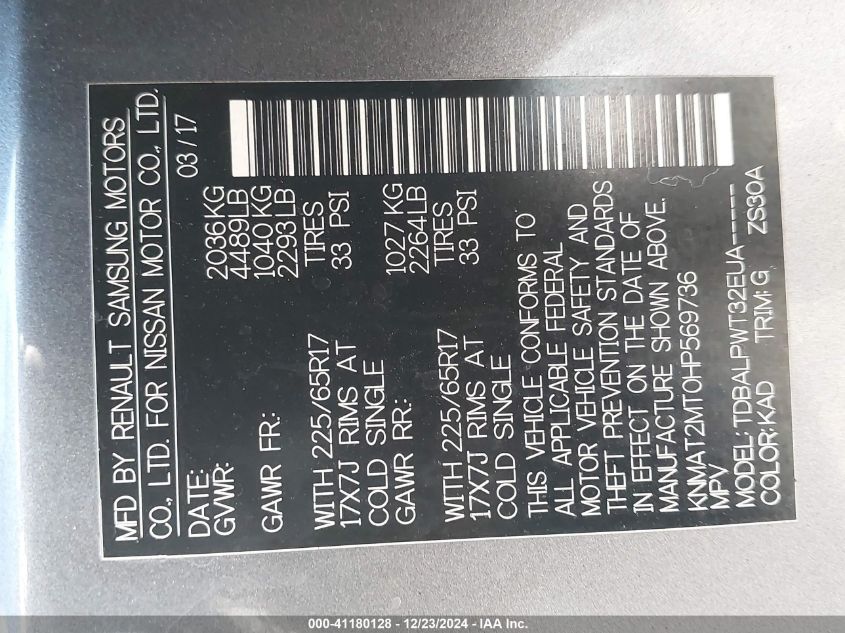 MFD BY RENAULT SAMSUNG MOTORS
CO., LTD. FOR NISSAN MOTOR CO., LTD.
DATE: 03/17
GVWR: 2036KG
4489LB
GAWR FR: 1040KG
2293LB
WITH 225/65R17 TIRES
17X7J RIMS AT 33 PSI
COLD SINGLE
GAWR RR: 1027KG
2264LB
WITH 225/65R17 TIRES
17X7J RIMS AT 33 PSI
COLD SINGLE
THIS VEHICLE CONFORMS TO
ALL APPLICABLE FEDERAL
MOTOR VEHICLE SAFETY AND
THEFT PREVENTION STANDARDS
IN EFFECT ON THE DATE OF
MANUFACTURE SHOWN ABOVE.
KNMAT2MT0HP569736
MPV
MODEL: TDBALPWT32EUA-----
COLOR: KAD TRIM: G ZS30A
000-41180128 - 12/23/2024 - IAA Inc.